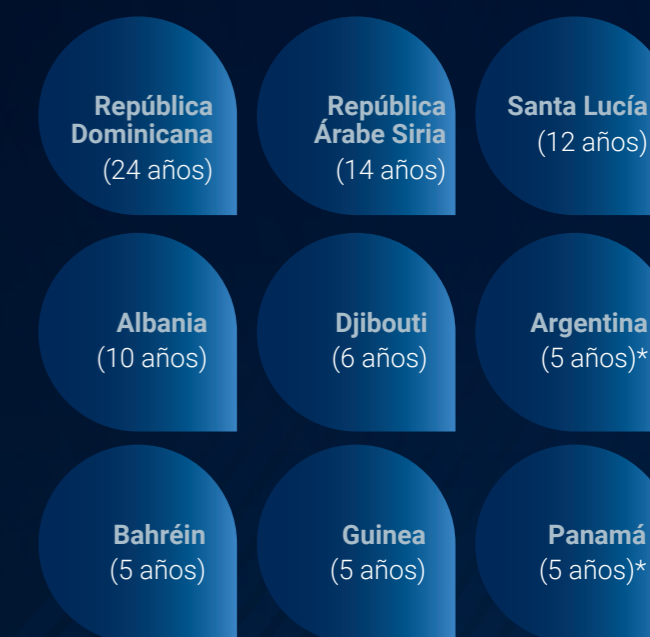 República
Dominicana
(24 años)
República
Árabe Siria
(14 años)
Santa Lucía
(12 años)
Albania
(10 años)
Djibouti
(6 años)
Argentina
(5 años)*
Bahréin
(5 años)
Guinea
(5 años)
Panamá
(5 años)*